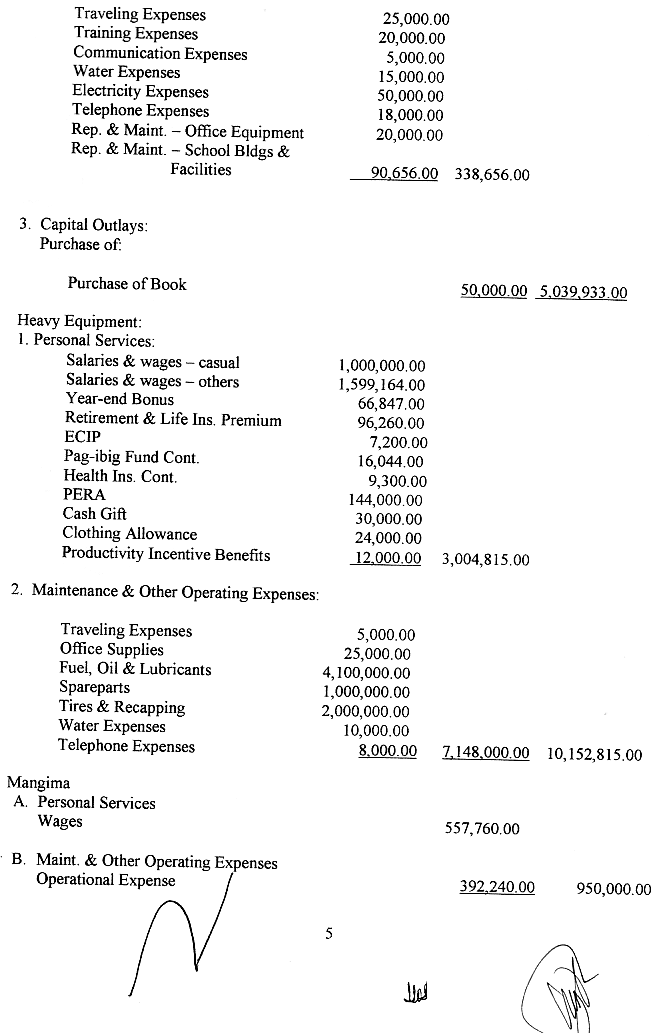 Traveling Expenses 25,000.00
Training Expenses 20,000.00
Communication Expenses 5,000.00
Water Expenses 15,000.00
Electricity Expenses 50,000.00
Telephone Expenses 18,000.00
Rep. & Maint. – Office Equipment 20,000.00
Rep. & Maint. – School Bldgs &
Facilities 90,656.00 338,656.00
3. Capital Outlays:
Purchase of:
Purchase of Book 50,000.00 5,039,933.00
Heavy Equipment:
1. Personal Services:
Salaries & wages – casual 1,000,000.00
Salaries & wages – others 1,599,164.00
Year-end Bonus 66,847.00
Retirement & Life Ins. Premium 96,260.00
ECIP 7,200.00
Pag-ibig Fund Cont. 16,044.00
Health Ins. Cont. 9,300.00
PERA 144,000.00
Cash Gift 30,000.00
Clothing Allowance 24,000.00
Productivity Incentive Benefits 12,000.00 3,004,815.00
2. Maintenance & Other Operating Expenses:
Traveling Expenses 5,000.00
Office Supplies 25,000.00
Fuel, Oil & Lubricants 4,100,000.00
Spareparts 1,000,000.00
Tires & Recapping 2,000,000.00
Water Expenses 10,000.00
Telephone Expenses 8,000.00 7,148,000.00 10,152,815.00
Mangima
A. Personal Services
Wages 557,760.00
B. Maint. & Other Operating Expenses
Operational Expense 392,240.00 950,000.00
5